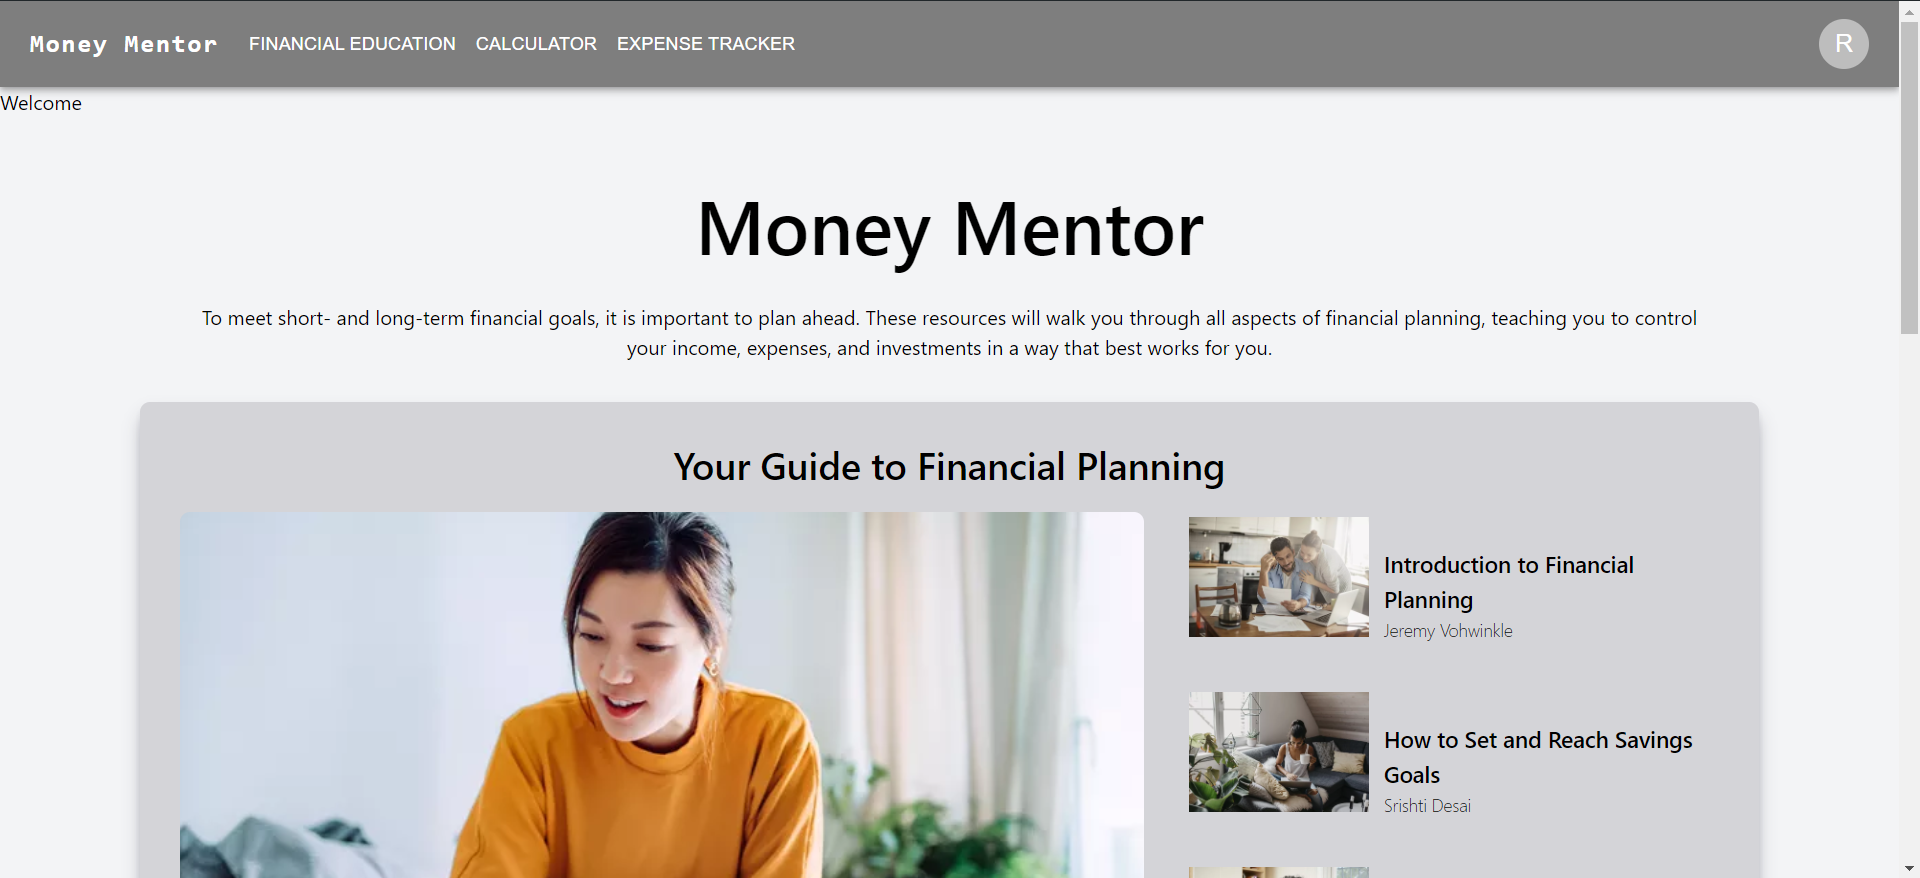 Money Mentor FINANCIAL EDUCATION CALCULATOR EXPENSE TRACKER R
Welcome
Money Mentor
To meet short- and long-term financial goals, it is important to plan ahead. These resources will walk you through all aspects of financial planning, teaching you to control
your income, expenses, and investments in a way that best works for you.
Your Guide to Financial Planning
Introduction to Financial
Planning
Jeremy Vohwinkle
How to Set and Reach Savings
Goals
Srishti Desai